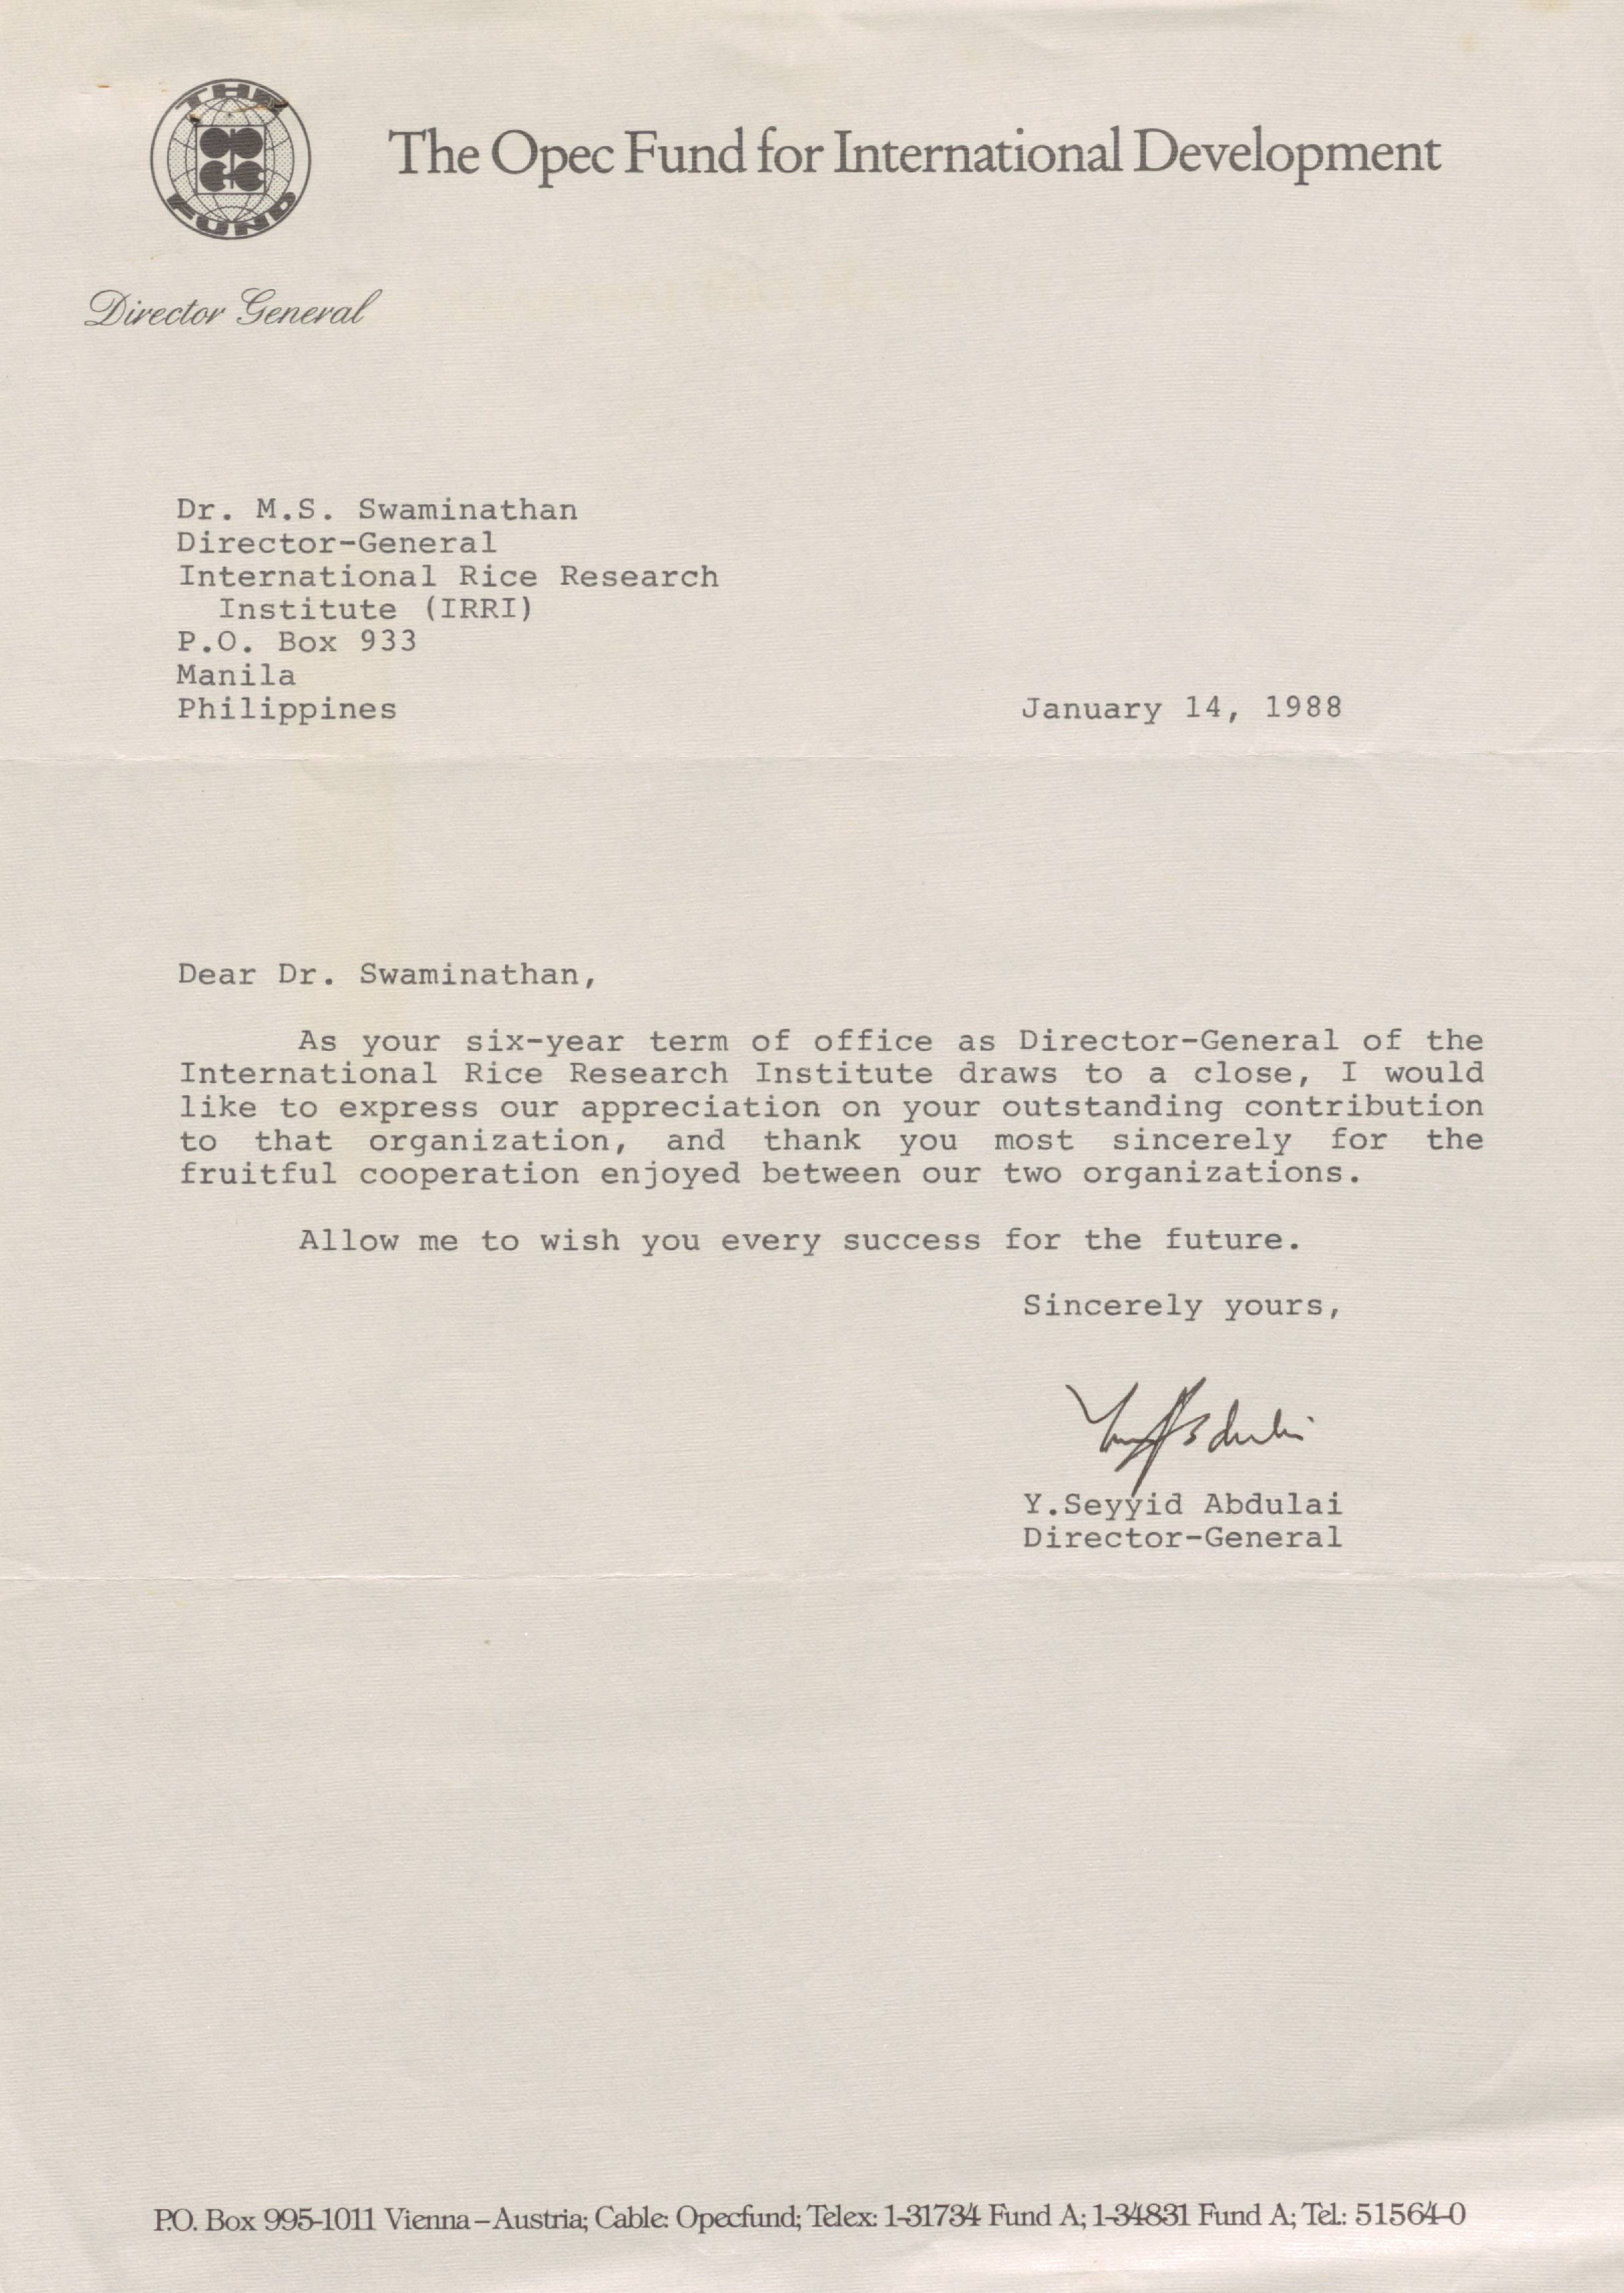 THE
OPEC
FUND
The Opec Fund for International Development
Director General
Dr. M.S. Swaminathan
Director-General
International Rice Research
Institute (IRRI)
P.O. Box 933
Manila
Philippines
January 14, 1988
Dear Dr. Swaminathan,
As your six-year term of office as Director-General of the
International Rice Research Institute draws to a close, I would
like to express our appreciation on your outstanding contribution
to that organization, and thank you most sincerely for the
fruitful cooperation enjoyed between our two organizations.
Allow me to wish you every success for the future.
Sincerely yours,
Y.Seyyid Abdulai
Director-General
P.O. Box 995-1011 Vienna–Austria; Cable: Opecfund; Telex: 1-31734 Fund A; 1-34831 Fund A; Tel.: 51564-0